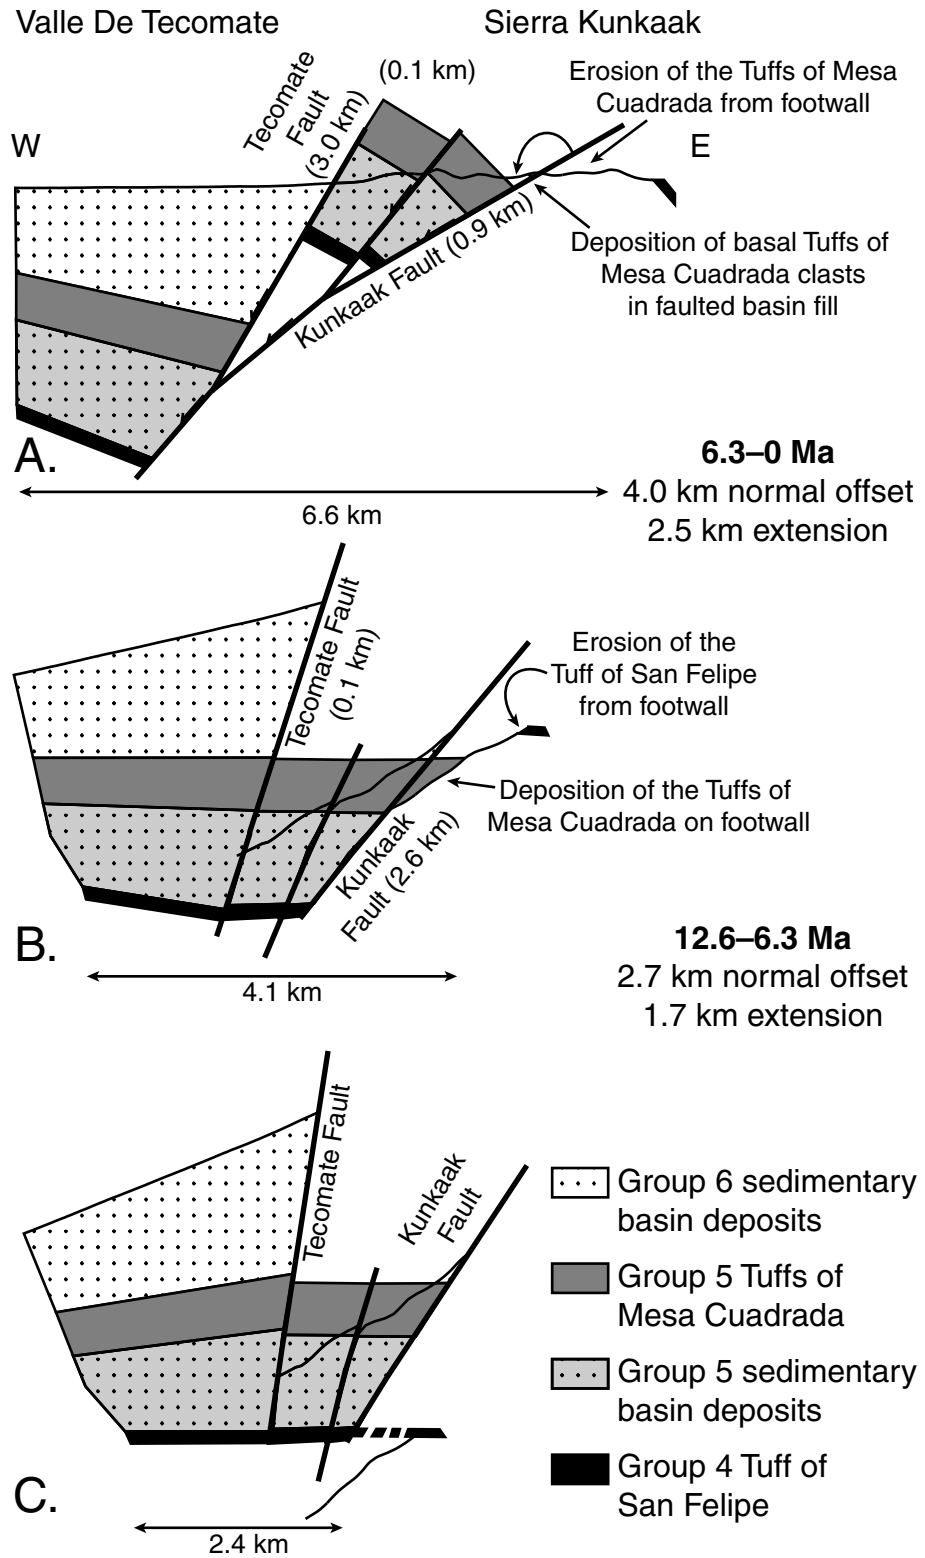 Valle De Tecomate
Sierra Kunkaak
Tecomate
Fault
(3.0 km)
(0.1 km)
Erosion of the Tuffs of Mesa
Cuadrada from footwall
W
E
Kunkaak Fault (0.9 km)
Deposition of basal Tuffs of
Mesa Cuadrada clasts
in faulted basin fill
A.
6.3–0 Ma
4.0 km normal offset
2.5 km extension
6.6 km
Tecomate Fault
(0.1 km)
Erosion of the
Tuff of San Felipe
from footwall
Deposition of the Tuffs of
Mesa Cuadrada on footwall
Kunkaak
Fault (2.6 km)
B.
12.6–6.3 Ma
2.7 km normal offset
1.7 km extension
4.1 km
Tecomate Fault
Kunkaak
Fault
Group 6 sedimentary
basin deposits
Group 5 Tuffs of
Mesa Cuadrada
Group 5 sedimentary
basin deposits
Group 4 Tuff of
San Felipe
C.
2.4 km